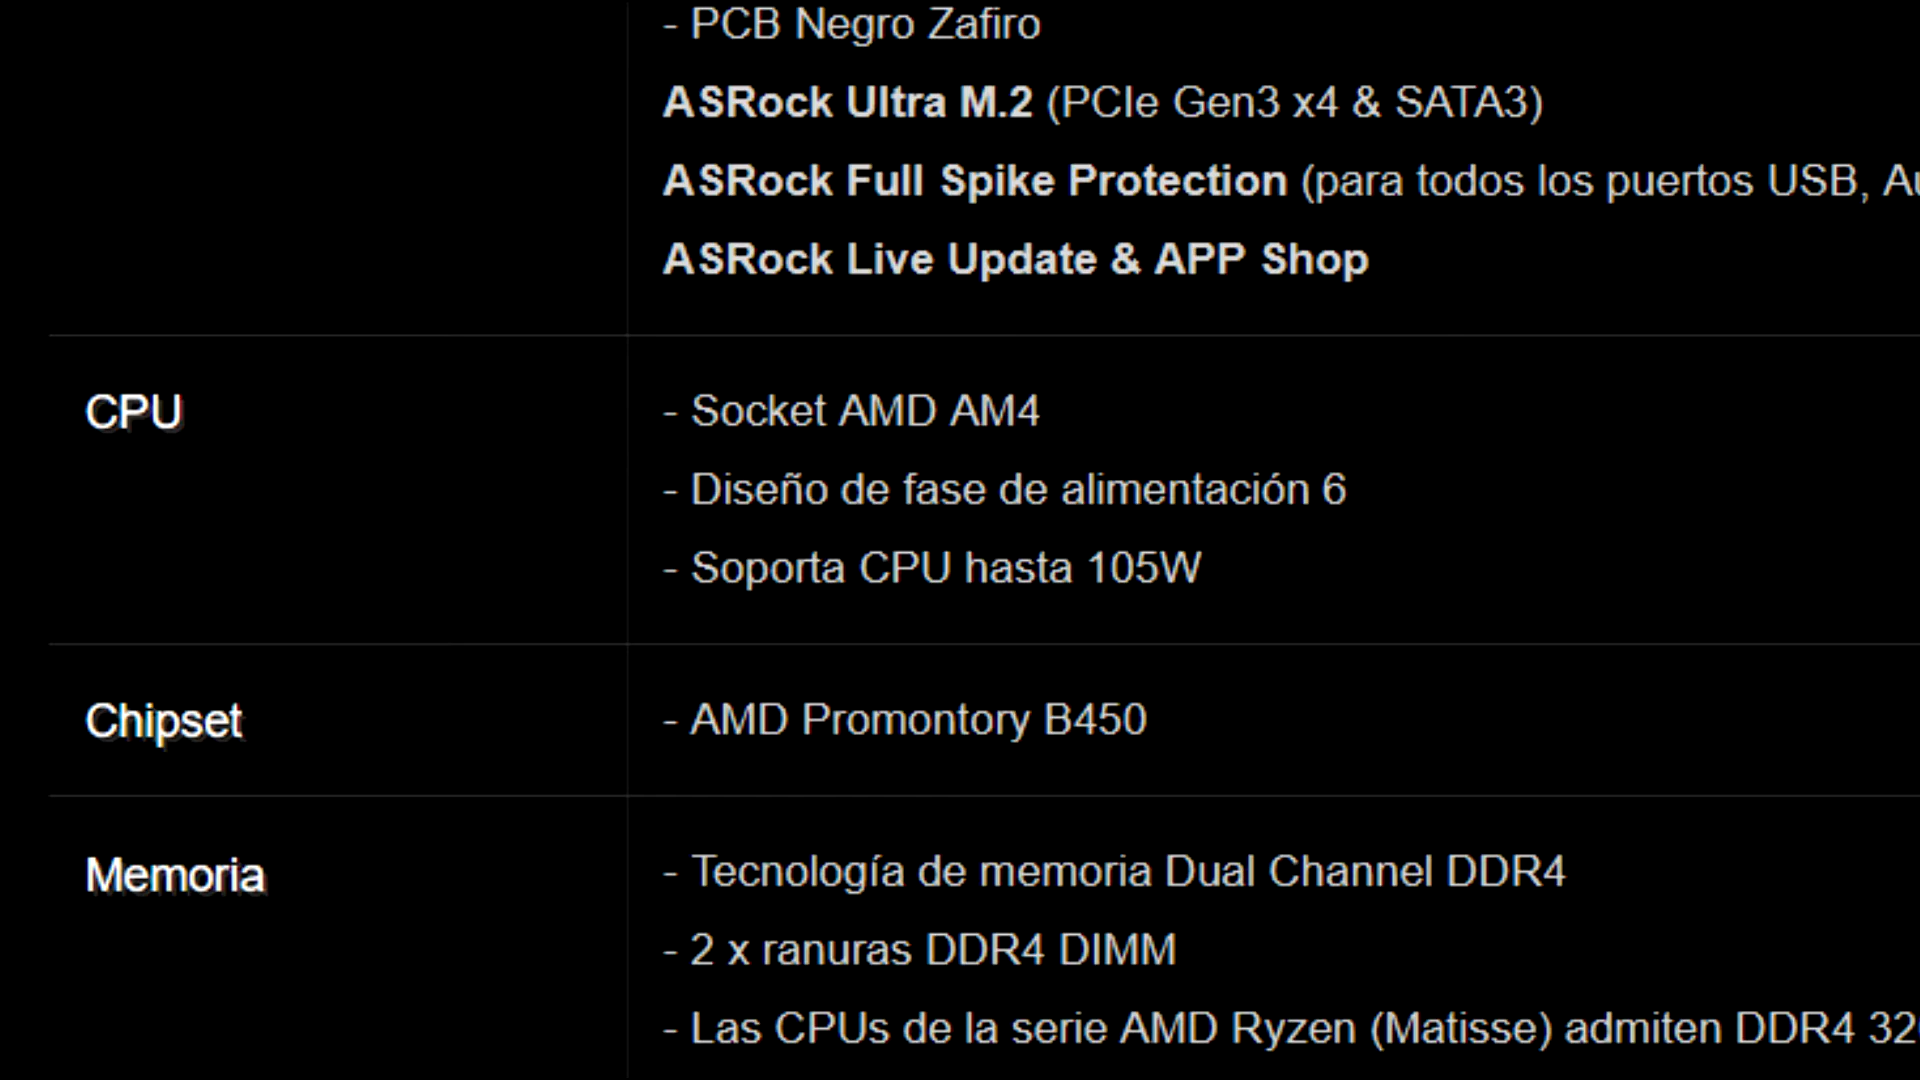 - PCB Negro Zafiro
ASRock Ultra M.2 (PCIe Gen3 x4 & SATA3)
ASRock Full Spike Protection (para todos los puertos USB,
ASRock Live Update & APP Shop
CPU
- Socket AMD AM4
- Diseño de fase de alimentación 6
- Soporta CPU hasta 105W
Chipset
- AMD Promontory B450
Memoria
- Tecnología de memoria Dual Channel DDR4
- 2 x ranuras DDR4 DIMM
- Las CPUs de la serie AMD Ryzen (Matisse) admiten DDR4